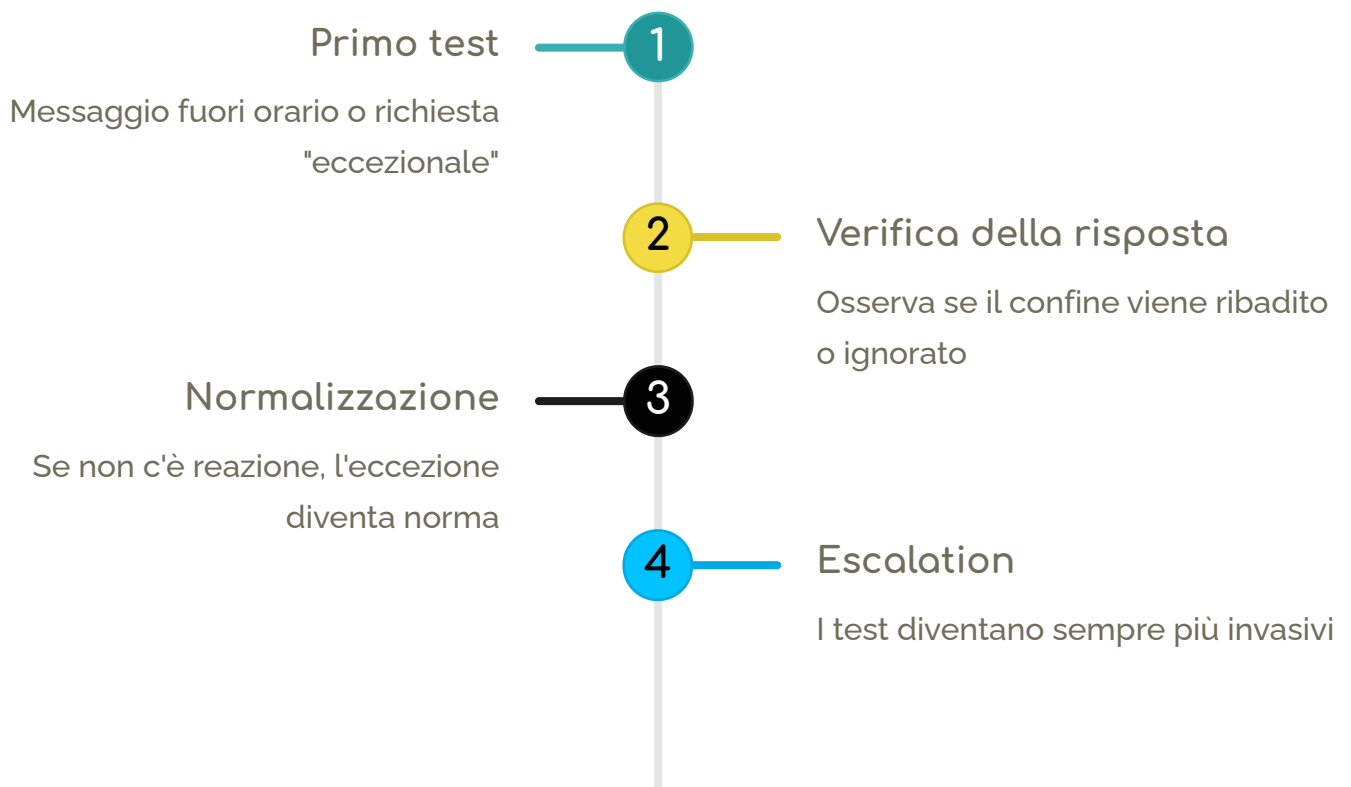 Primo test
1
Messaggio fuori orario o richiesta
"eccezionale"
2
Verifica della risposta
Osserva se il confine viene ribadito
o ignorato
Normalizzazione
3
Se non c'è reazione, l'eccezione
diventa norma
4
Escalation
I test diventano sempre più invasivi